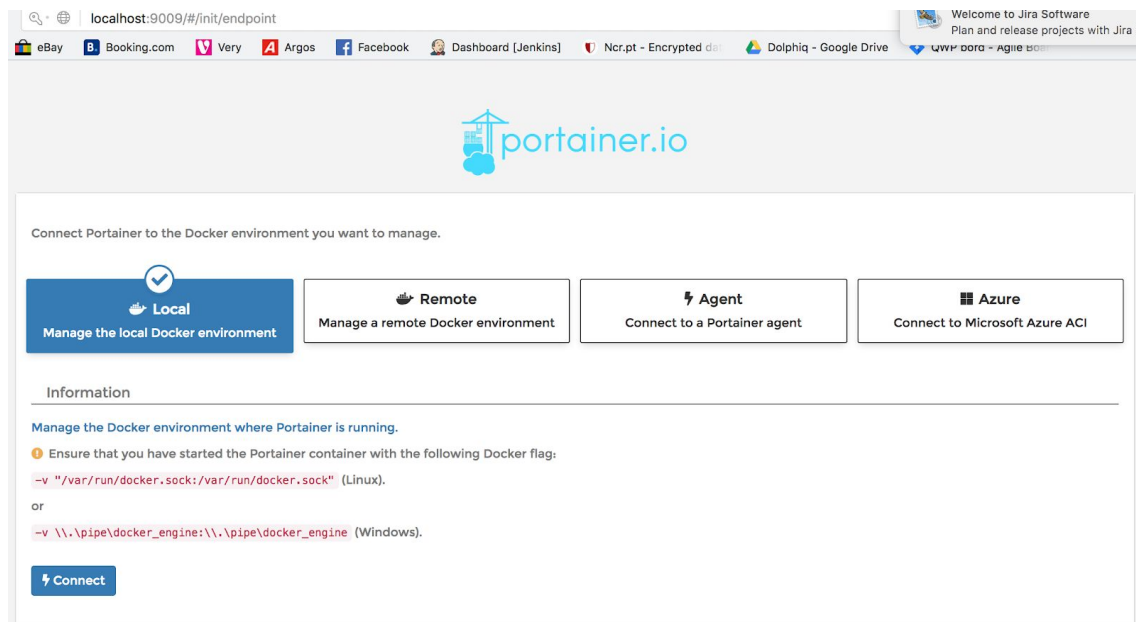 localhost:9009/#/init/endpoint
Welcome to Jira Software
Plan and release projects with Jira
eBay B. Booking.com Very Argos Facebook Dashboard [Jenkins] Ncr.pt - Encrypted Dolphiq - Google Drive QWP bord - Agile
portainer.io
Connect Portainer to the Docker environment you want to manage.
Local
Manage the local Docker environment
Remote
Manage a remote Docker environment
Agent
Connect to a Portainer agent
Azure
Connect to Microsoft Azure ACI
Information
Manage the Docker environment where Portainer is running.
Ensure that you have started the Portainer container with the following Docker flag:
-v "/var/run/docker.sock:/var/run/docker.sock" (Linux).
or
-v \\.\pipe\docker_engine:\\.\pipe\docker_engine (Windows).
Connect